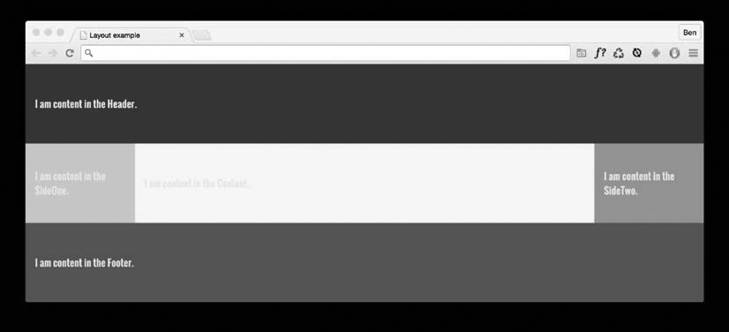 Layout example
Ben
f?
I am content in the Header.
I am content in the
SideOne.
I am content in the Content.
I am content in the
SideTwo.
I am content in the Footer.